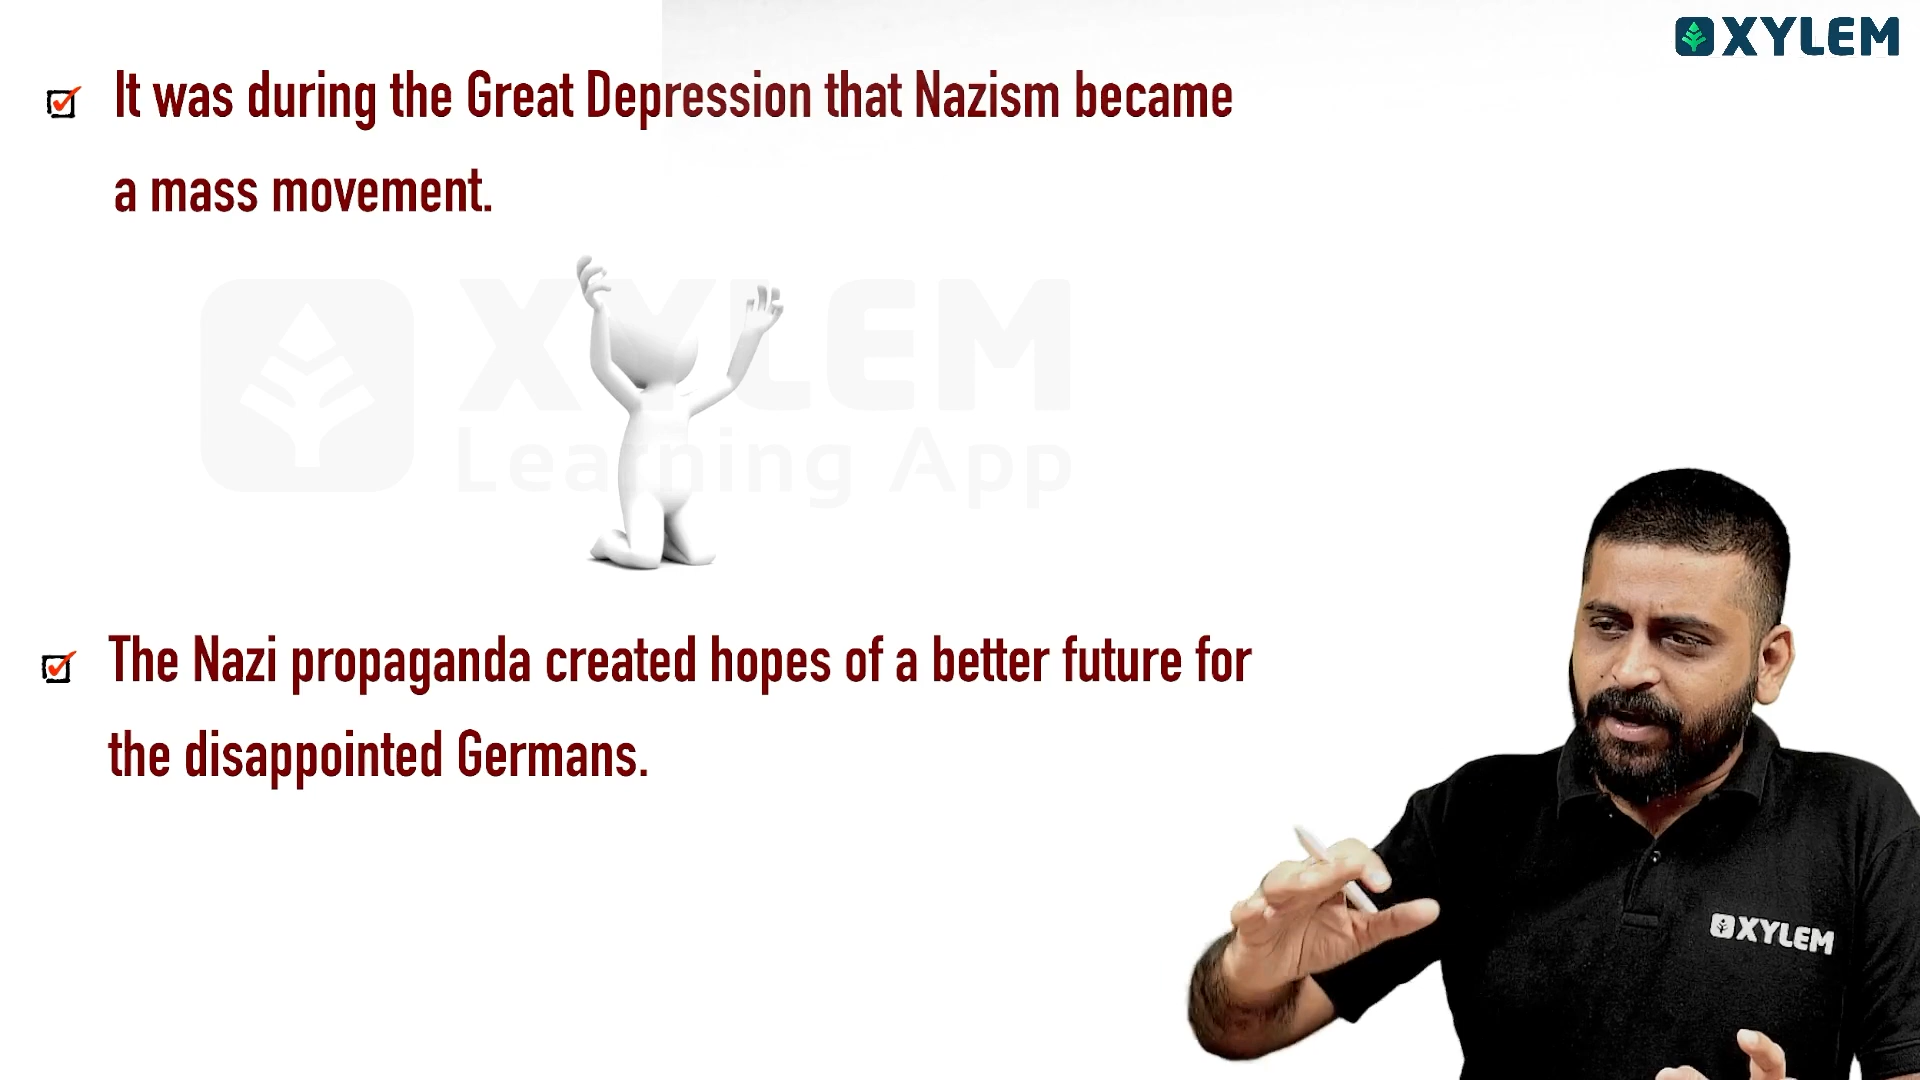 XYLEM
It was during the Great Depression that Nazism became
a mass movement.
XYLEM
Learning App
The Nazi propaganda created hopes of a better future for
the disappointed Germans.
XYLEM